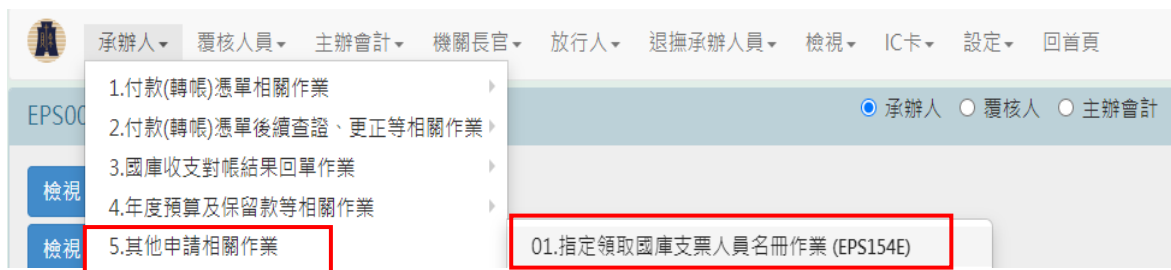 承辦人 覆核人員 主辦會計 機關長官 放行人 退撫承辦人員 檢視 IC卡 設定 回首頁
1.付款(轉帳)憑單相關作業
EPS00
承辦人 覆核人 主辦會計
2.付款(轉帳)憑單後續查證、更正等相關作業
3.國庫收支對帳結果回單作業
檢視
4.年度預算及保留款等相關作業
檢視
5.其他申請相關作業
01.指定領取國庫支票人員名冊作業 (EPS154E)